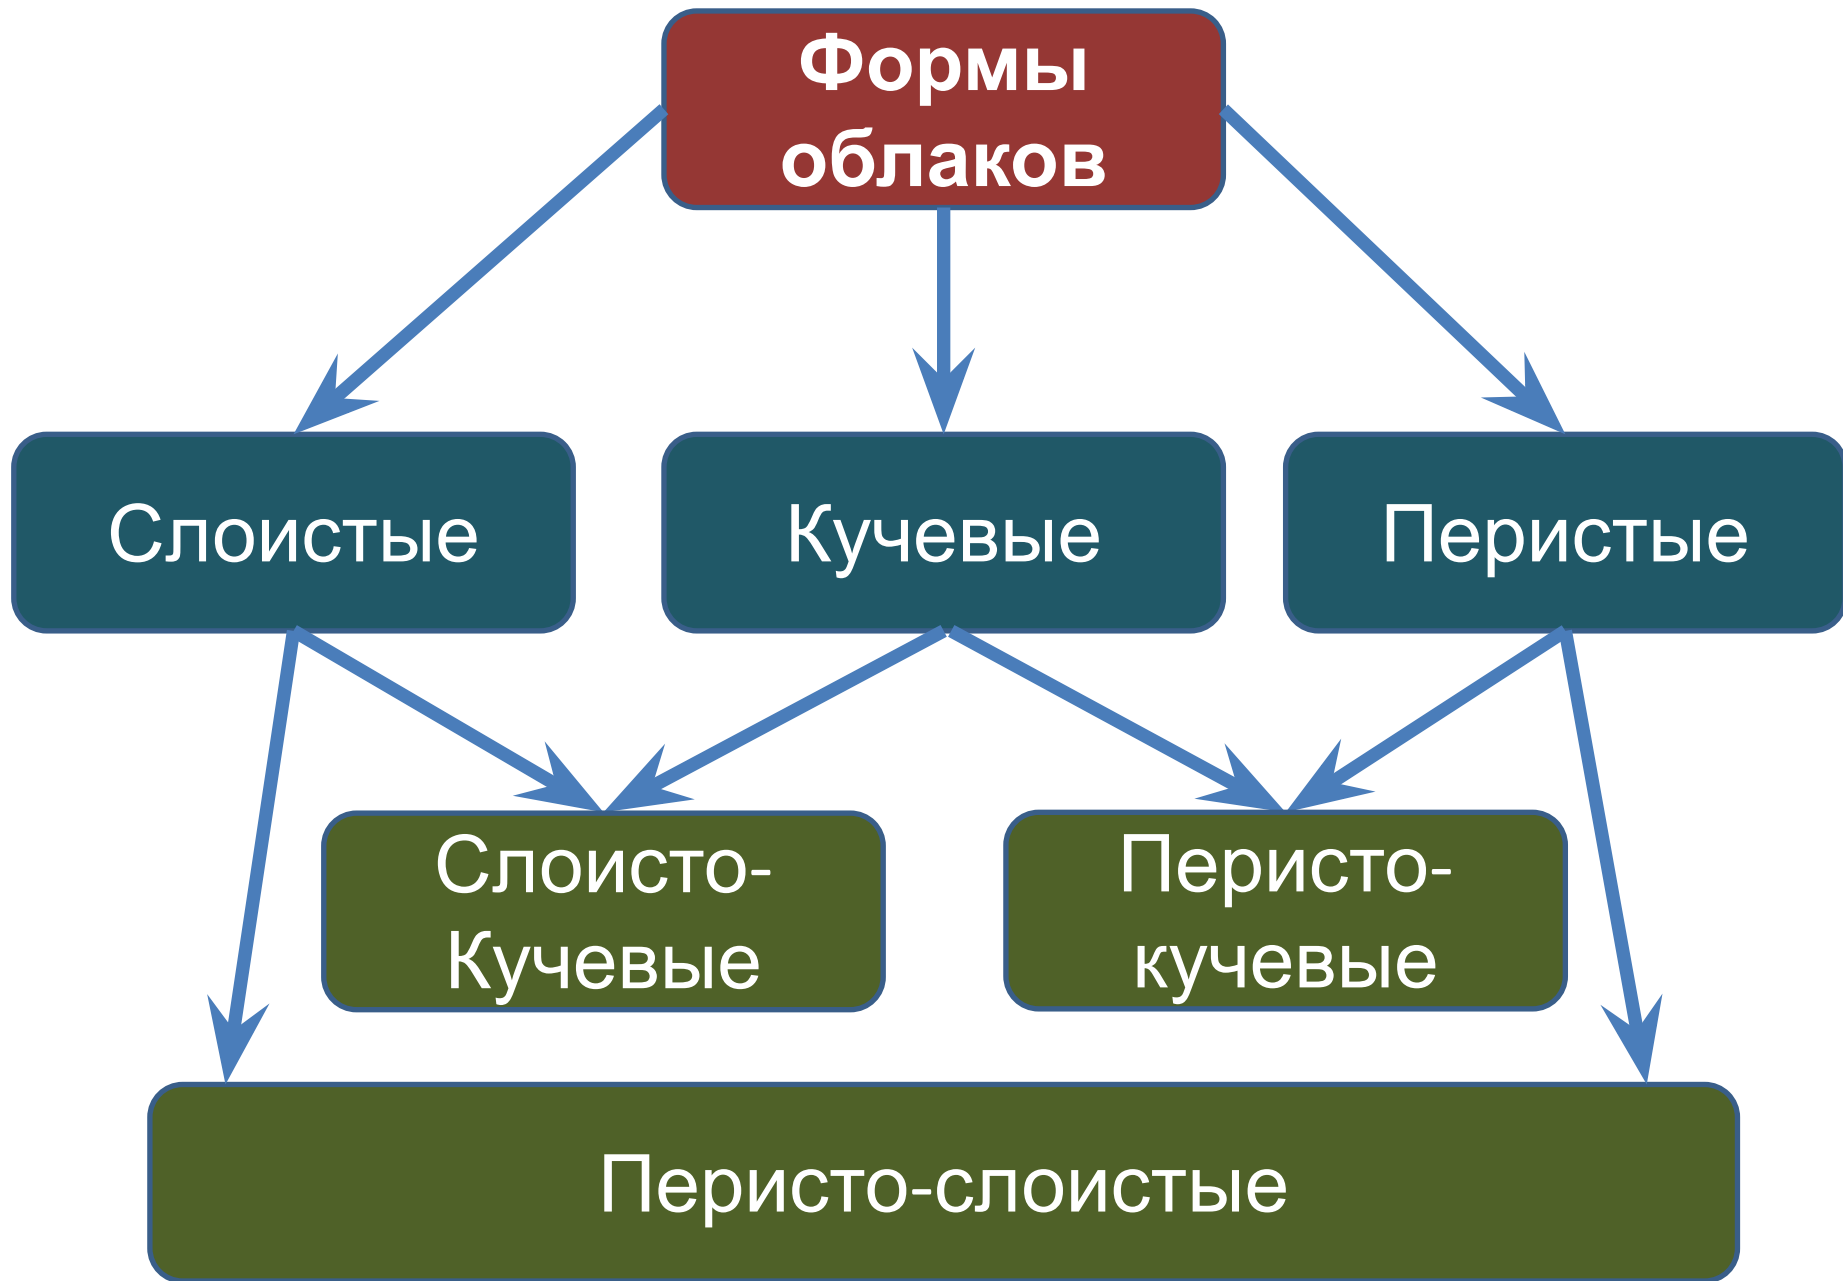 Формы
облаков
Слоистые
Кучевые
Перистые
Слоисто-
Кучевые
Перисто-
кучевые
Перисто-слоистые